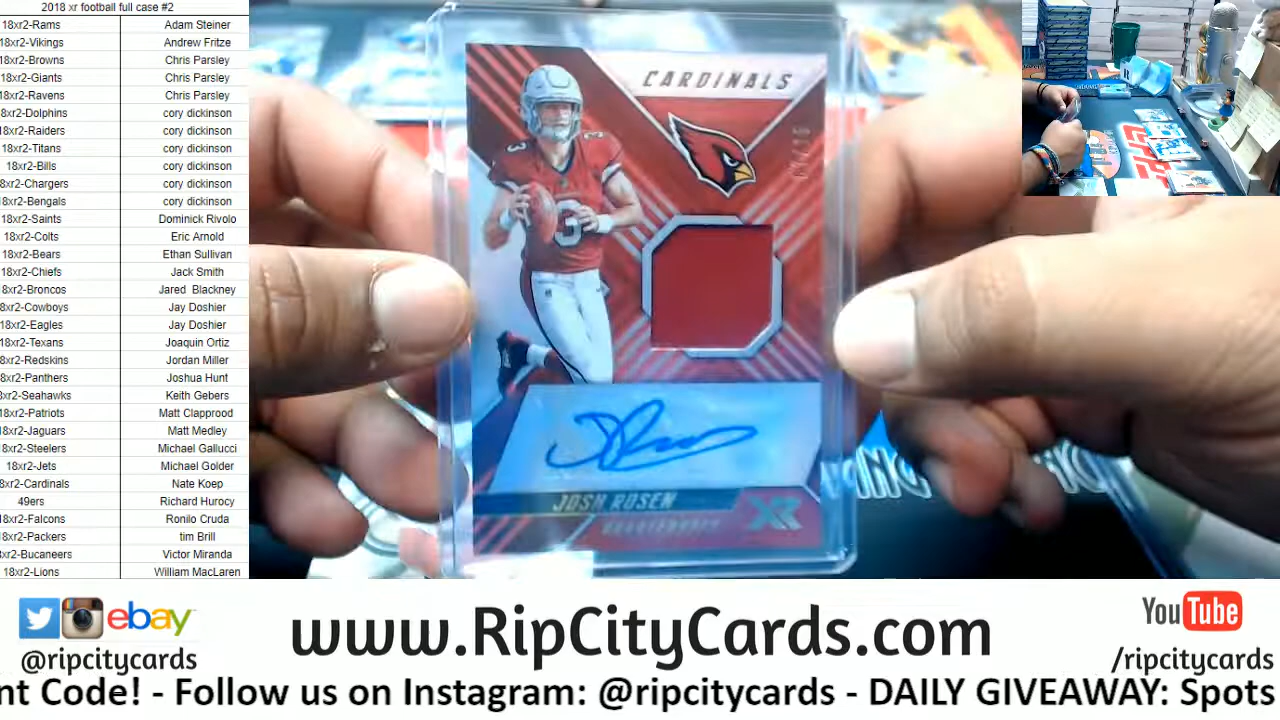 2018 xr football full case #2
18xr2-Rams Adam Steiner
18xr2-Vikings Andrew Fritze
18xr2-Browns Chris Parsley
18xr2-Giants Chris Parsley
18xr2-Ravens Chris Parsley
8xr2-Dolphins cory dickinson
18xr2-Raiders cory dickinson
18xr2-Titans cory dickinson
18xr2-Bills cory dickinson
8xr2-Chargers cory dickinson
8xr2-Bengals cory dickinson
18xr2-Saints Dominick Rivolo
18xr2-Colts Eric Arnold
18xr2-Bears Ethan Sullivan
18xr2-Chiefs Jack Smith
8xr2-Broncos Jared Blackney
8xr2-Cowboys Jay Doshier
18xr2-Eagles Jay Doshier
18xr2-Texans Joaquin Ortiz
8xr2-Redskins Jordan Miller
8xr2-Panthers Joshua Hunt
8xr2-Seahawks Keith Gebers
18xr2-Patriots Matt Clapprood
18xr2-Jaguars Matt Medley
8xr2-Steelers Michael Gallucci
18xr2-Jets Michael Golder
8xr2-Cardinals Nate Koep
49ers Richard Hurocy
18xr2-Falcons Ronilo Cruda
18xr2-Packers tim Brill
xr2-Bucaneers Victor Miranda
18xr2-Lions William MacLaren
CARDINALS
3
3
JOSH ROSEN
QUARTERBACK
XR
ebay
@ripcitycards
www.RipCityCards.com
YouTube
/ripcitycards
nt Code! - Follow us on Instagram: @ripcitycards - DAILY GIVEAWAY: Spots